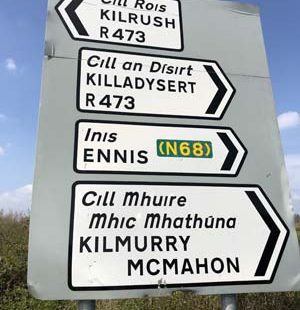 Cill Rois
KILRUSH
R473
Cill an Dísirt
KILLADYSERT
R473
Inis
ENNIS (N68)
Cill Mhuire
Mhic Mhathúna
KILMURRY
MCMAHON